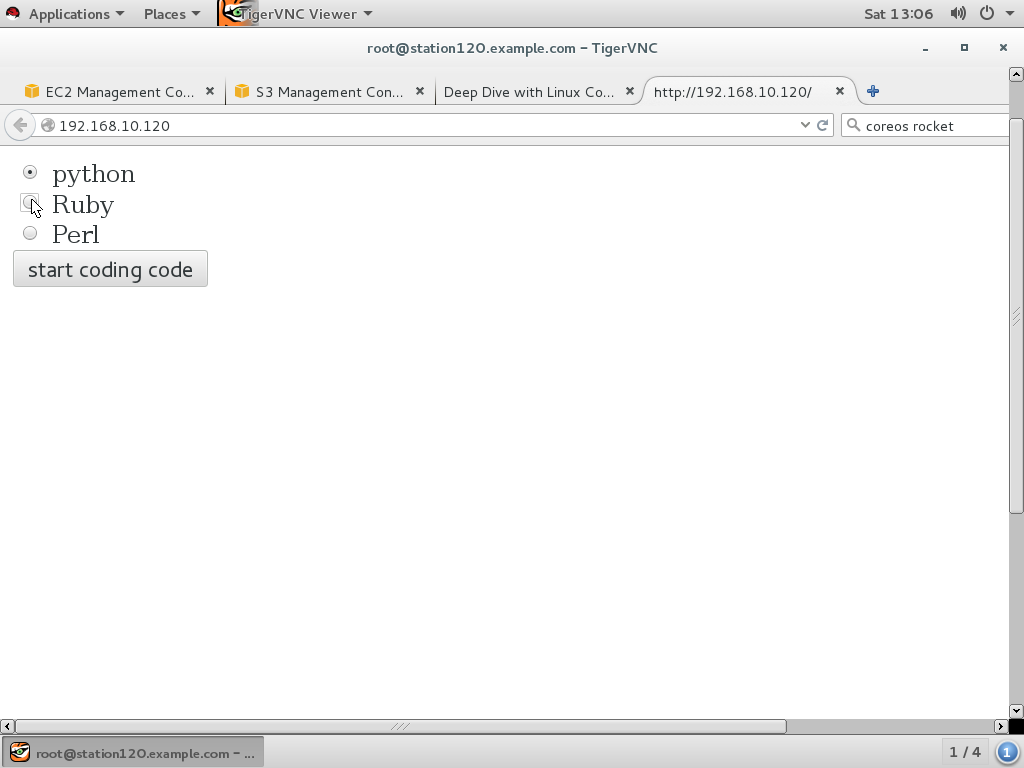 Applications Places TigerVNC Viewer Sat 13:06
root@station120.example.com – TigerVNC
EC2 Management Co... S3 Management Con... Deep Dive with Linux Co... http://192.168.10.120/
192.168.10.120 coreos rocket
python
Ruby
Perl
start coding code
root@station120.example.com – ... 1 / 4 1